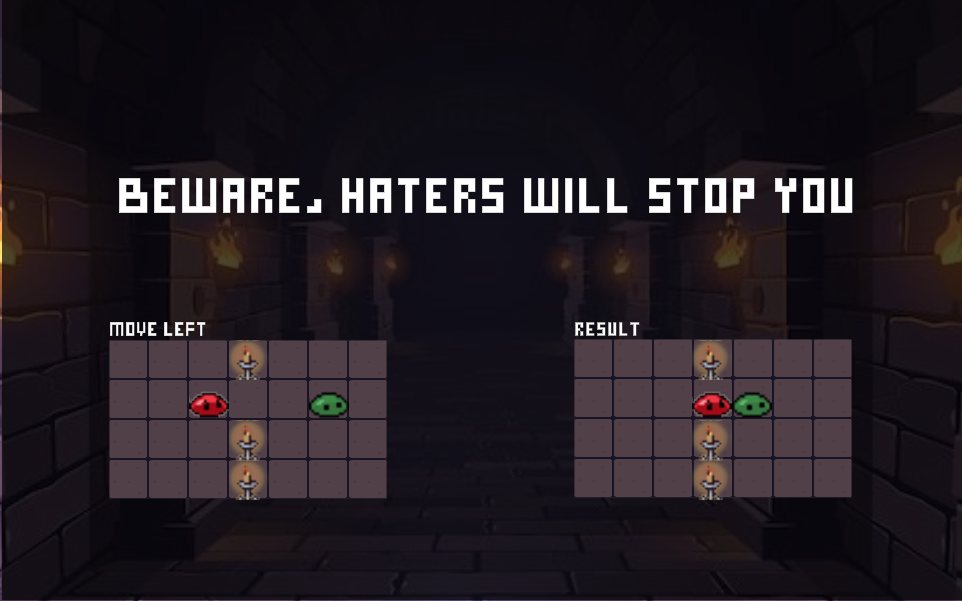 BEWARE, HATERS WILL STOP YOU
MOVE LEFT
RESULT